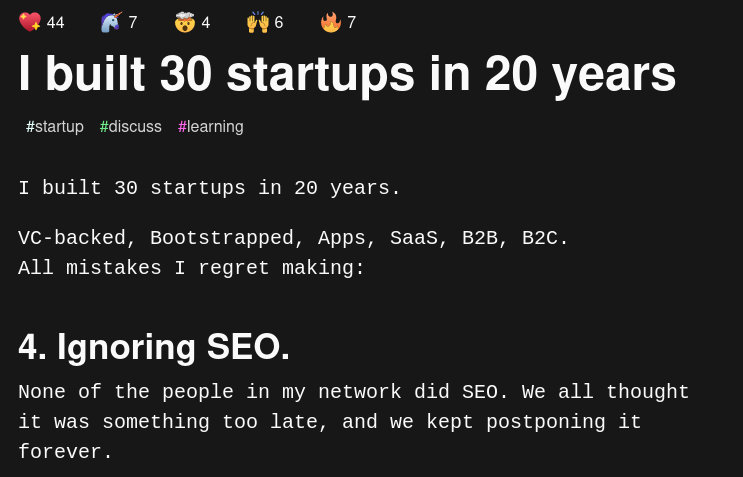 44 7 4 6 7
I built 30 startups in 20 years
#startup #discuss #learning
I built 30 startups in 20 years.
VC-backed, Bootstrapped, Apps, SaaS, B2B, B2C.
All mistakes I regret making:
4. Ignoring SEO.
None of the people in my network did SEO. We all thought
it was something too late, and we kept postponing it
forever.